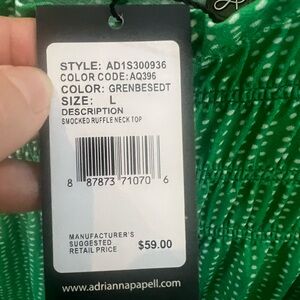 STYLE: AD1S300936
COLOR CODE: AQ396
COLOR: GRENBESEDT
SIZE: L
DESCRIPTION
SMOCKED RUFFLE NECK TOP
8 87873 71070 6
MANUFACTURER'S
SUGGESTED
RETAIL PRICE $59.00
www.adriannapapell.com